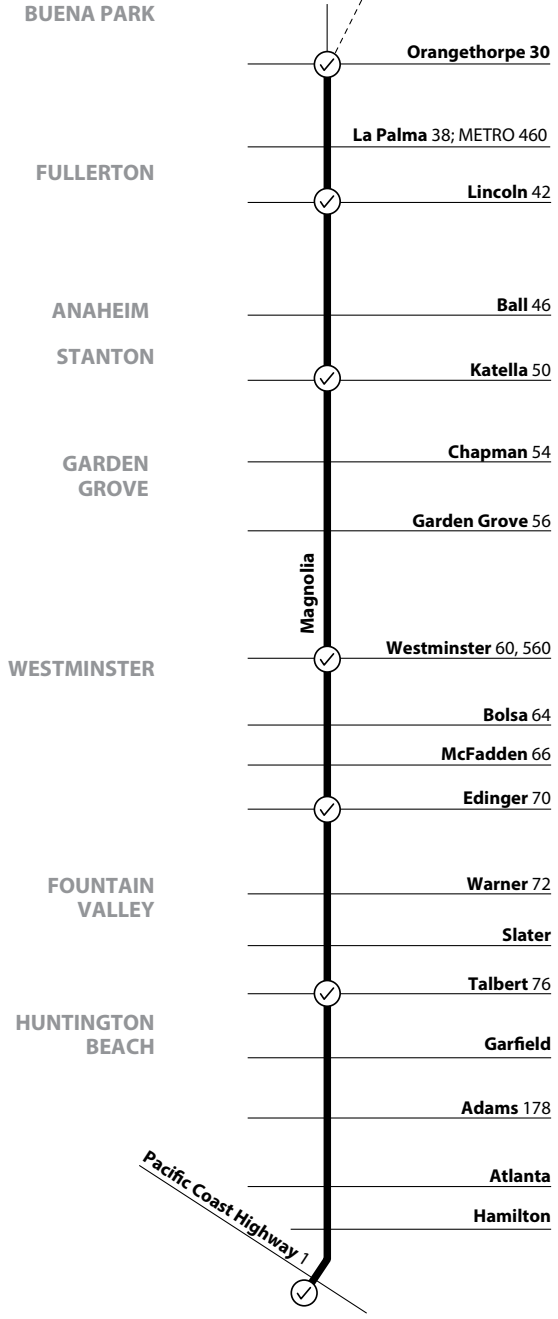 BUENA PARK
Orangethorpe 30
La Palma 38; METRO 460
FULLERTON
Lincoln 42
ANAHEIM
Ball 46
STANTON
Katella 50
Chapman 54
GARDEN
GROVE
Garden Grove 56
Magnolia
Westminster 60, 560
WESTMINSTER
Bolsa 64
McFadden 66
Edinger 70
FOUNTAIN
VALLEY
Warner 72
Slater
Talbert 76
HUNTINGTON
BEACH
Garfield
Adams 178
Pacific Coast Highway 1
Atlanta
Hamilton